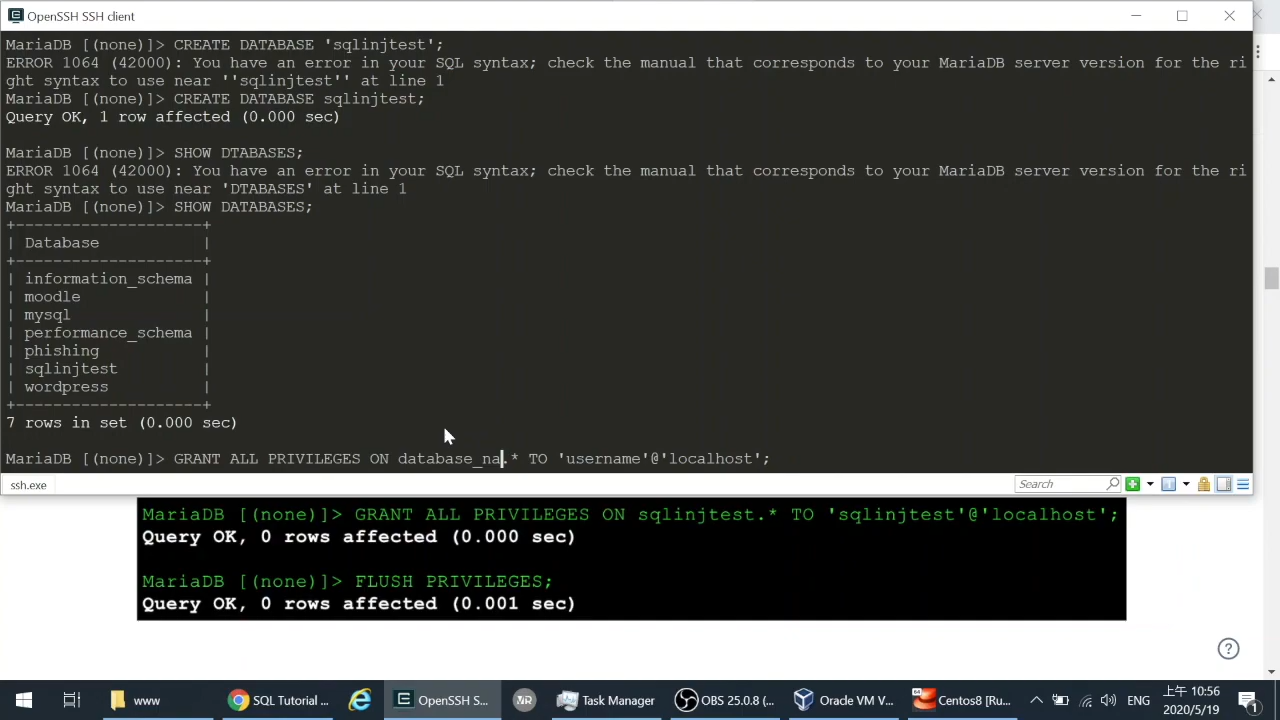 OpenSSH SSH client
MariaDB [(none)]> CREATE DATABASE 'sqlinjtest';
ERROR 1064 (42000): You have an error in your SQL syntax; check the manual that corresponds to your MariaDB server version for the ri
ght syntax to use near ''sqlinjtest'' at line 1
MariaDB [(none)]> CREATE DATABASE sqlinjtest;
Query OK, 1 row affected (0.000 sec)
MariaDB [(none)]> SHOW DTABASES;
ERROR 1064 (42000): You have an error in your SQL syntax; check the manual that corresponds to your MariaDB server version for the ri
ght syntax to use near 'DTABASES' at line 1
MariaDB [(none)]> SHOW DATABASES;
+--------------------+
| Database           |
+--------------------+
| information_schema |
| moodle             |
| mysql              |
| performance_schema |
| phishing           |
| sqlinjtest         |
| wordpress          |
+--------------------+
7 rows in set (0.000 sec)
MariaDB [(none)]> GRANT ALL PRIVILEGES ON database_na.* TO 'username'@'localhost';
ssh.exe Search
MariaDB [(none)]> GRANT ALL PRIVILEGES ON sqlinjtest.* TO 'sqlinjtest'@'localhost';
Query OK, 0 rows affected (0.000 sec)
MariaDB [(none)]> FLUSH PRIVILEGES;
Query OK, 0 rows affected (0.001 sec)
?
www SQL Tutorial ... OpenSSH S... Task Manager OBS 25.0.8 (... Oracle VM V... Centos8 [Ru... ENG 上午 10:56
2020/5/19 1